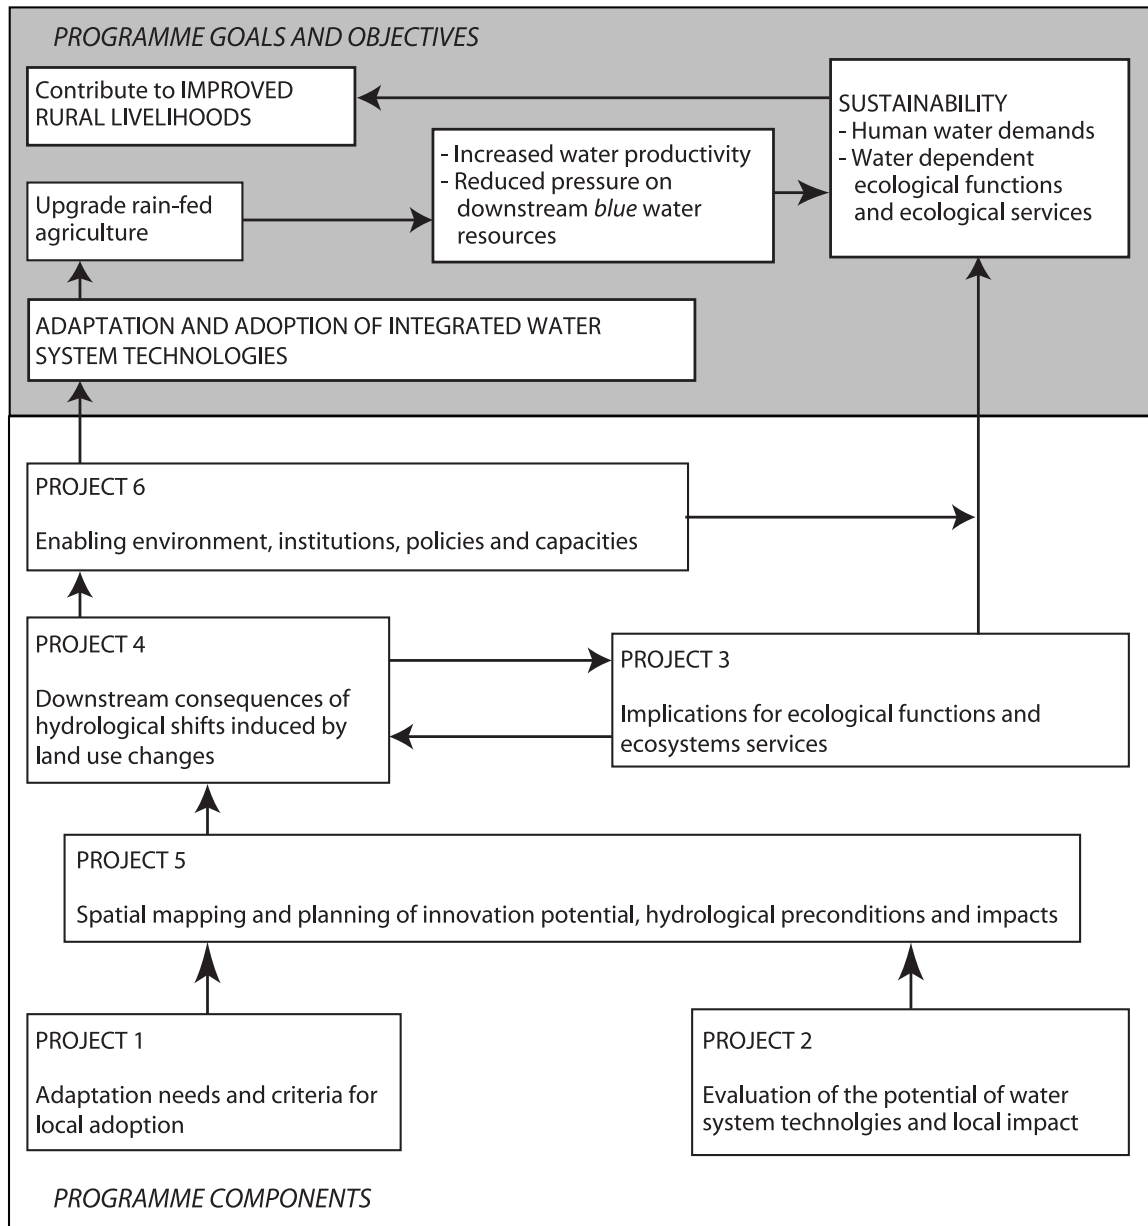 PROGRAMME GOALS AND OBJECTIVES
Contribute to IMPROVED
RURAL LIVELIHOODS
SUSTAINABILITY
- Human water demands
- Water dependent
ecological functions
and ecological services
- Increased water productivity
- Reduced pressure on
downstream blue water
resources
Upgrade rain-fed
agriculture
ADAPTATION AND ADOPTION OF INTEGRATED WATER
SYSTEM TECHNOLOGIES
PROJECT 6
Enabling environment, institutions, policies and capacities
PROJECT 4
Downstream consequences of
hydrological shifts induced by
land use changes
PROJECT 3
Implications for ecological functions and
ecosystems services
PROJECT 5
Spatial mapping and planning of innovation potential, hydrological preconditions and impacts
PROJECT 1
Adaptation needs and criteria for
local adoption
PROJECT 2
Evaluation of the potential of water
system technolgies and local impact
PROGRAMME COMPONENTS